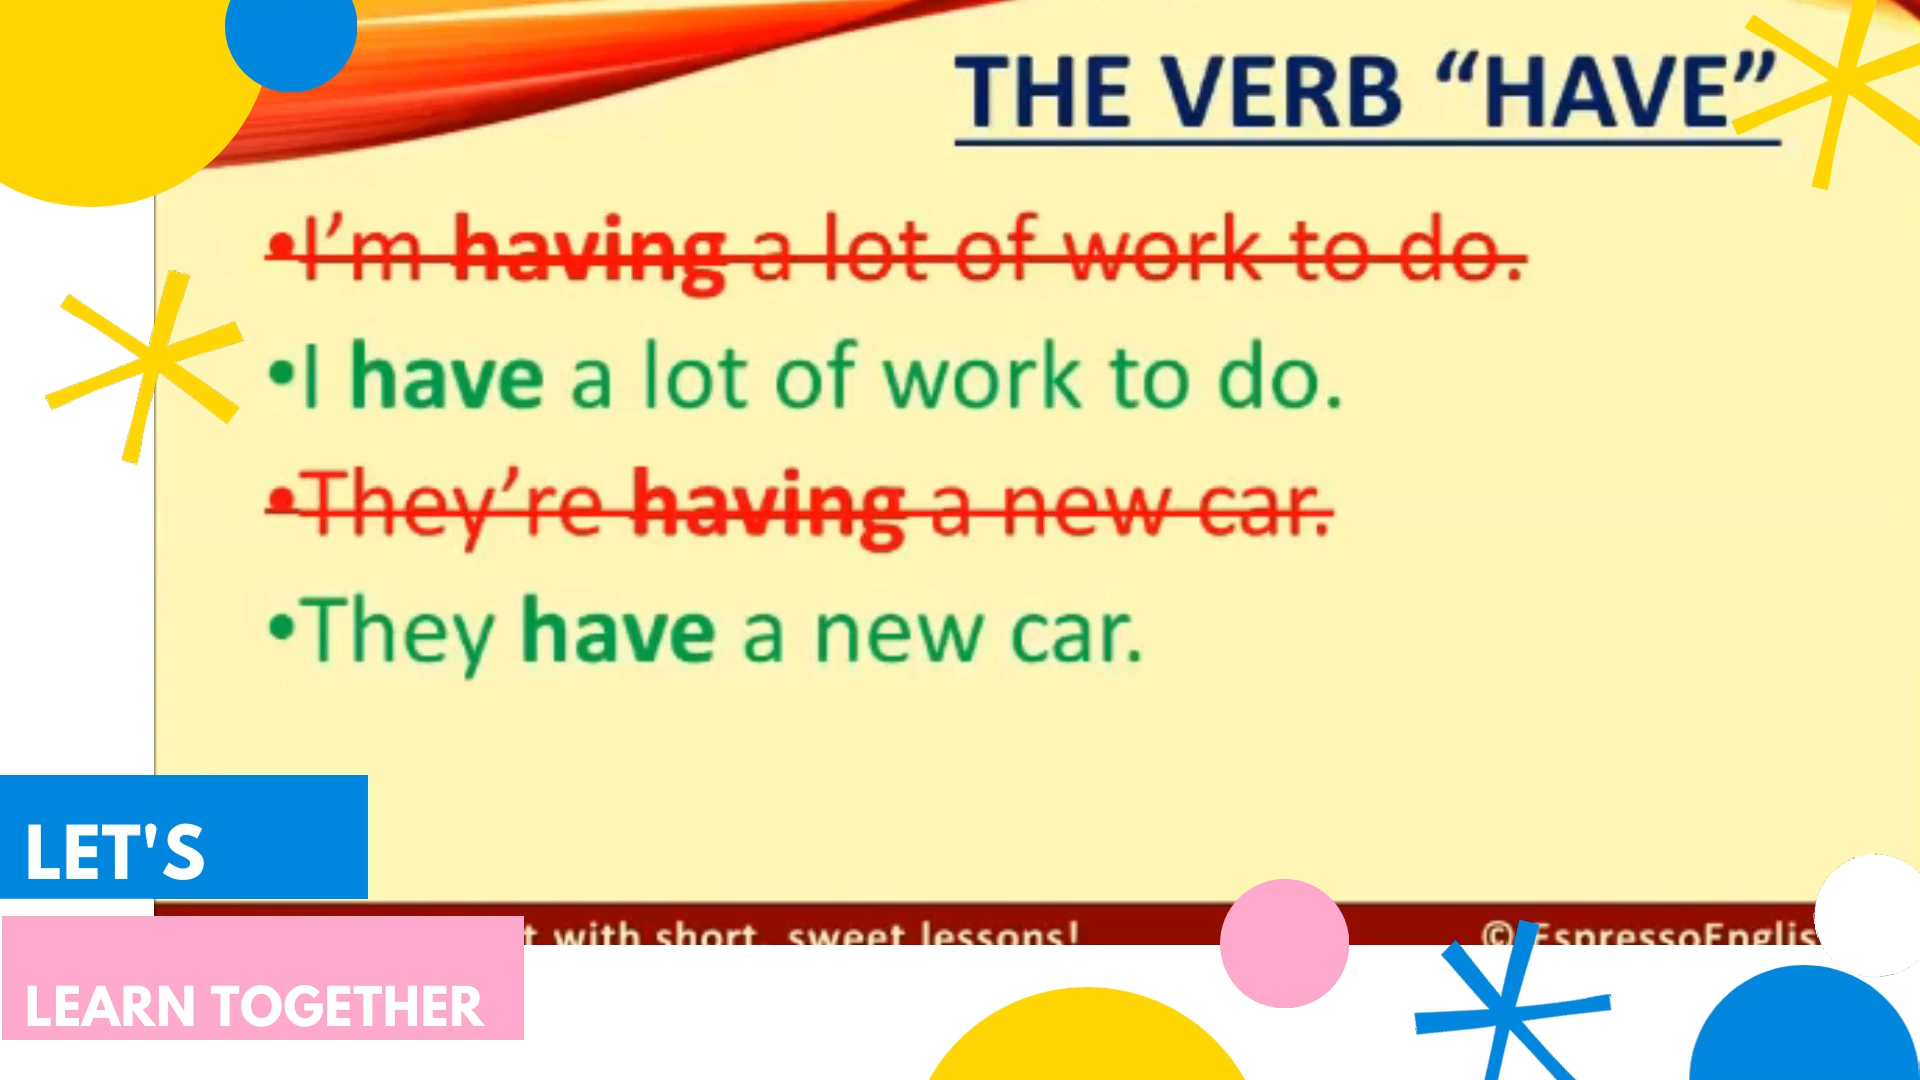 THE VERB “HAVE”
•I’m having a lot of work to do.
•I have a lot of work to do.
•They’re having a new car.
•They have a new car.
LET'S
with short, sweet lessons!
©
LEARN TOGETHER